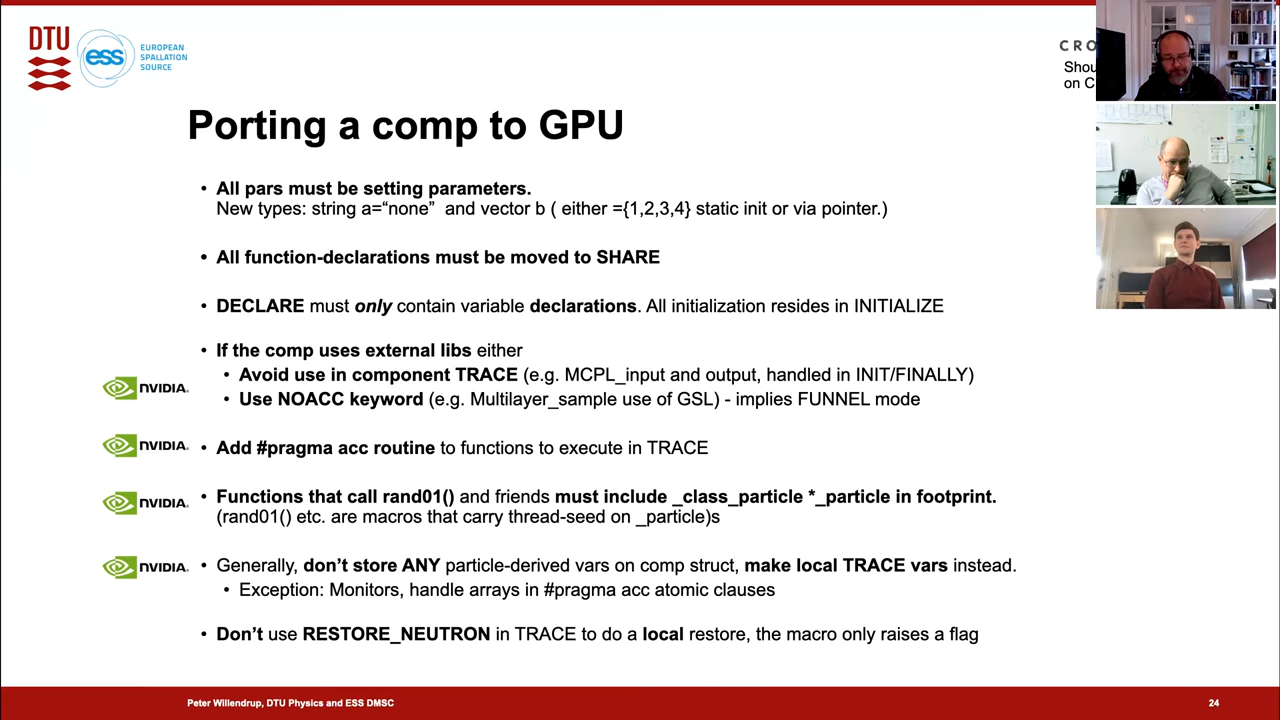 DTU
ess
EUROPEAN
SPALLATION
SOURCE
CRO
Shou
on C
Porting a comp to GPU
• All pars must be setting parameters.
New types: string a=“none”  and vector b ( either ={1,2,3,4} static init or via pointer.)
• All function-declarations must be moved to SHARE
• DECLARE must only contain variable declarations. All initialization resides in INITIALIZE
• If the comp uses external libs either
NVIDIA.
• Avoid use in component TRACE (e.g. MCPL_input and output, handled in INIT/FINALLY)
• Use NOACC keyword (e.g. Multilayer_sample use of GSL) - implies FUNNEL mode
NVIDIA.
• Add #pragma acc routine to functions to execute in TRACE
NVIDIA.
• Functions that call rand01() and friends must include _class_particle *_particle in footprint.
(rand01() etc. are macros that carry thread-seed on _particle)s
NVIDIA.
• Generally, don’t store ANY particle-derived vars on comp struct, make local TRACE vars instead.
• Exception: Monitors, handle arrays in #pragma acc atomic clauses
• Don’t use RESTORE_NEUTRON in TRACE to do a local restore, the macro only raises a flag
Peter Willendrup, DTU Physics and ESS DMSC
24